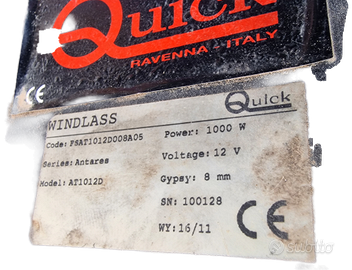 Quick
RAVENNA - ITALY
CE
WINDLASS
Quick
Code: FSAT1012D008A05
Power: 1000 W
Series: Antares
Voltage: 12 V
Model: AT1012D
Gypsy: 8 mm
SN: 100128
WY: 16/11
CE
subito